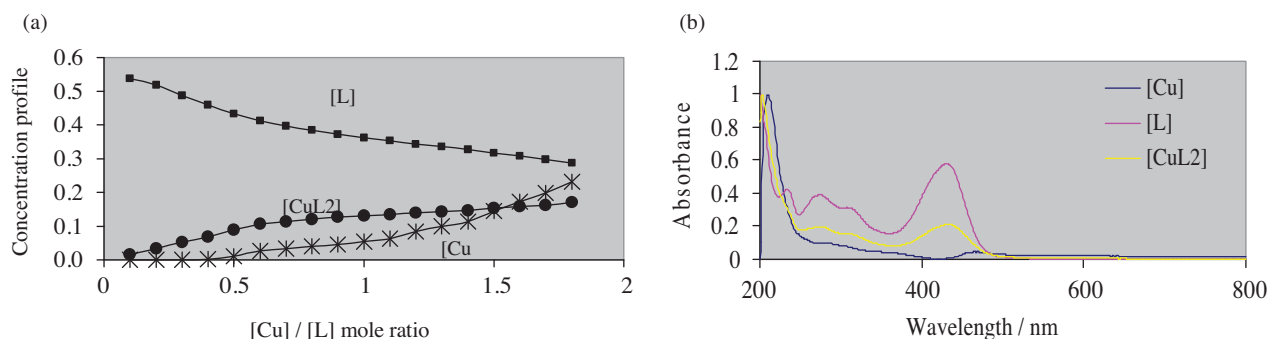 (a)
Concentration profile
0.6
0.5
0.4
0.3
0.2
0.1
0.0
[L]
[CuL2]
[Cu
0
0.5
1
1.5
2
[Cu] / [L] mole ratio
(b)
Absorbance
1.2
1
0.8
0.6
0.4
0.2
0
[Cu]
[L]
[CuL2]
200
400
600
800
Wavelength / nm